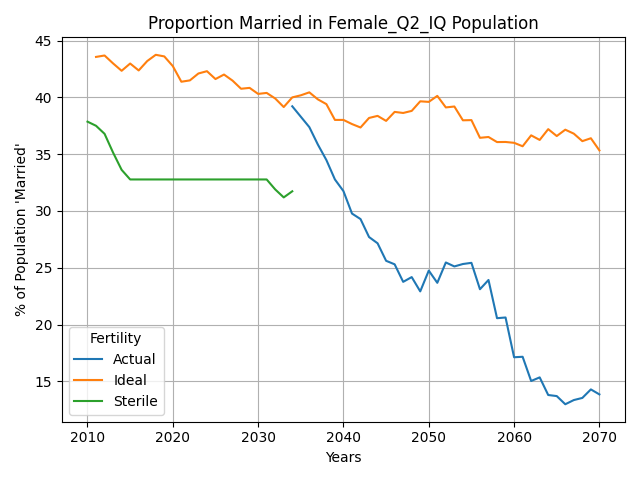 Proportion Married in Female_Q2_IQ Population
% of Population 'Married'
45
40
35
30
25
20
15
Fertility
Actual
Ideal
Sterile
2010 2020 2030 2040 2050 2060 2070
Years